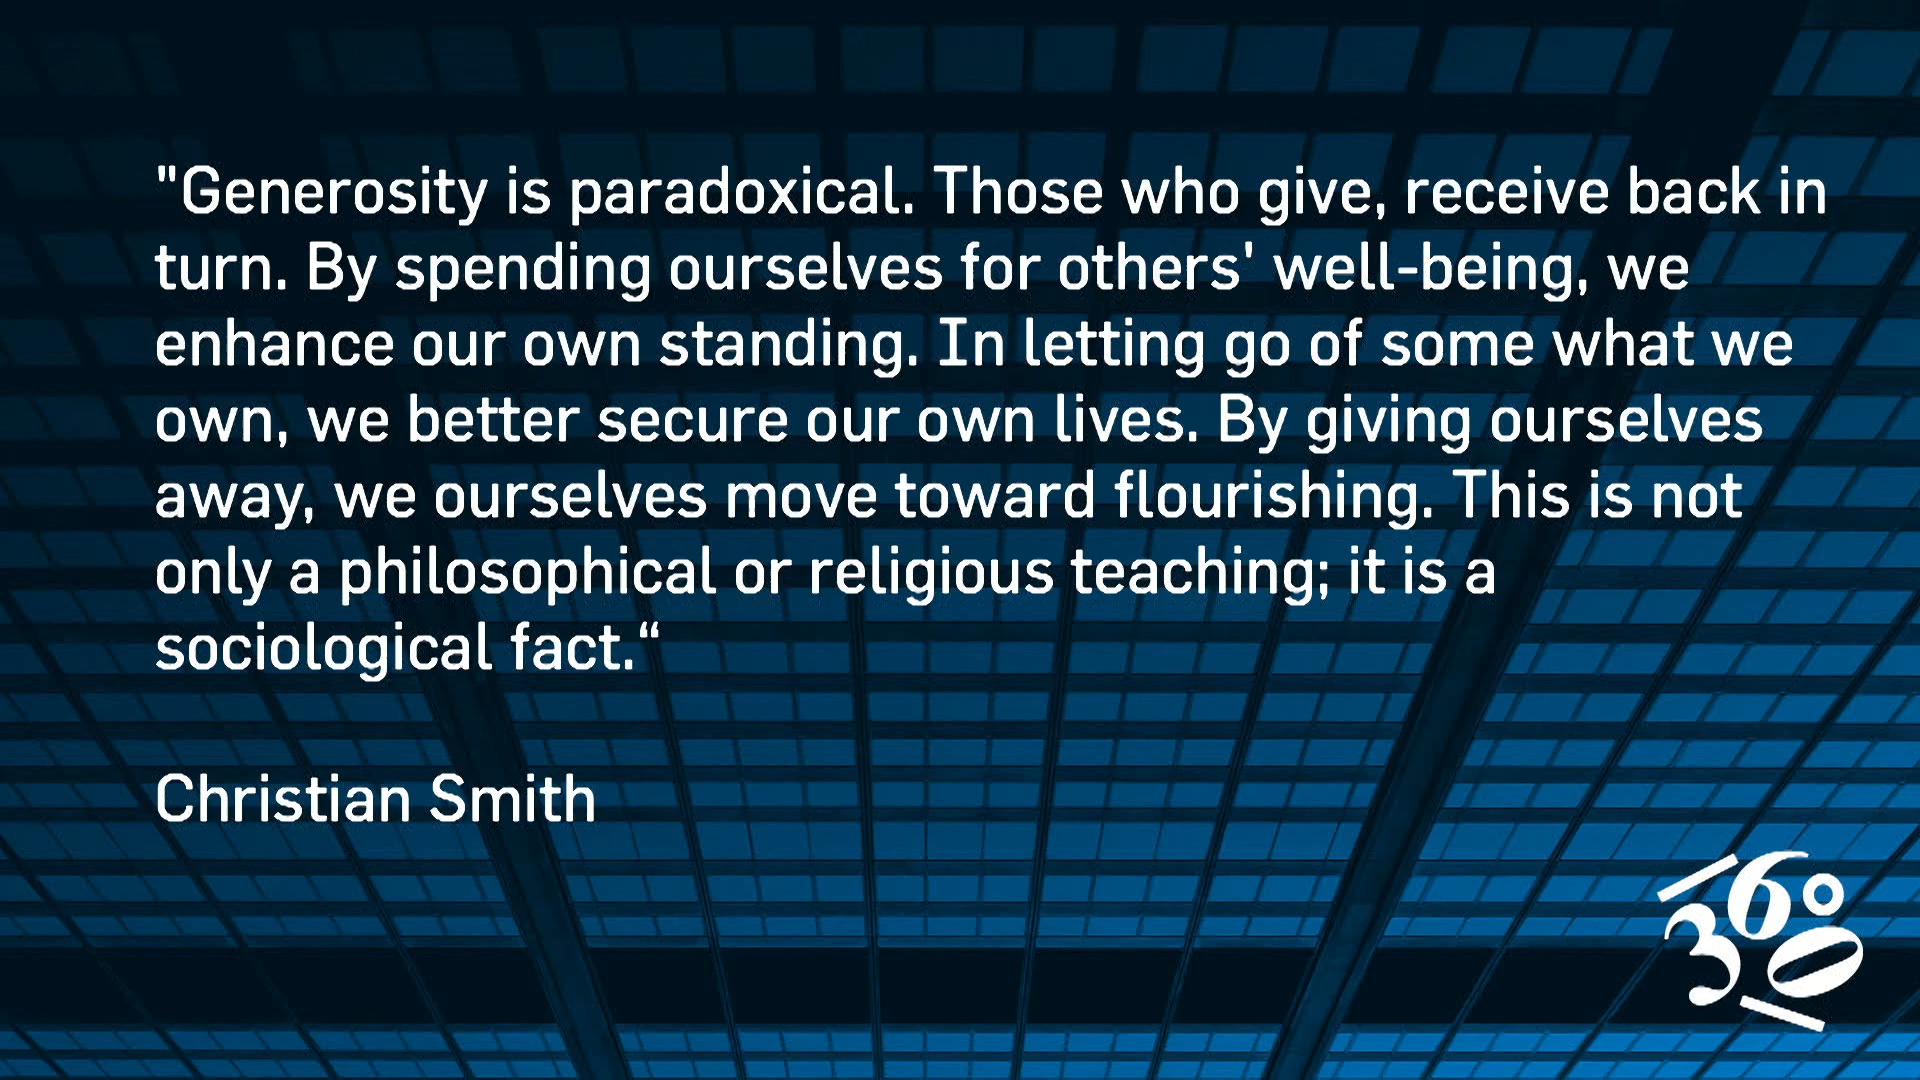 "Generosity is paradoxical. Those who give, receive back in
turn. By spending ourselves for others' well-being, we
enhance our own standing. In letting go of some what we
own, we better secure our own lives. By giving ourselves
away, we ourselves move toward flourishing. This is not
only a philosophical or religious teaching; it is a
sociological fact.“
Christian Smith
360°